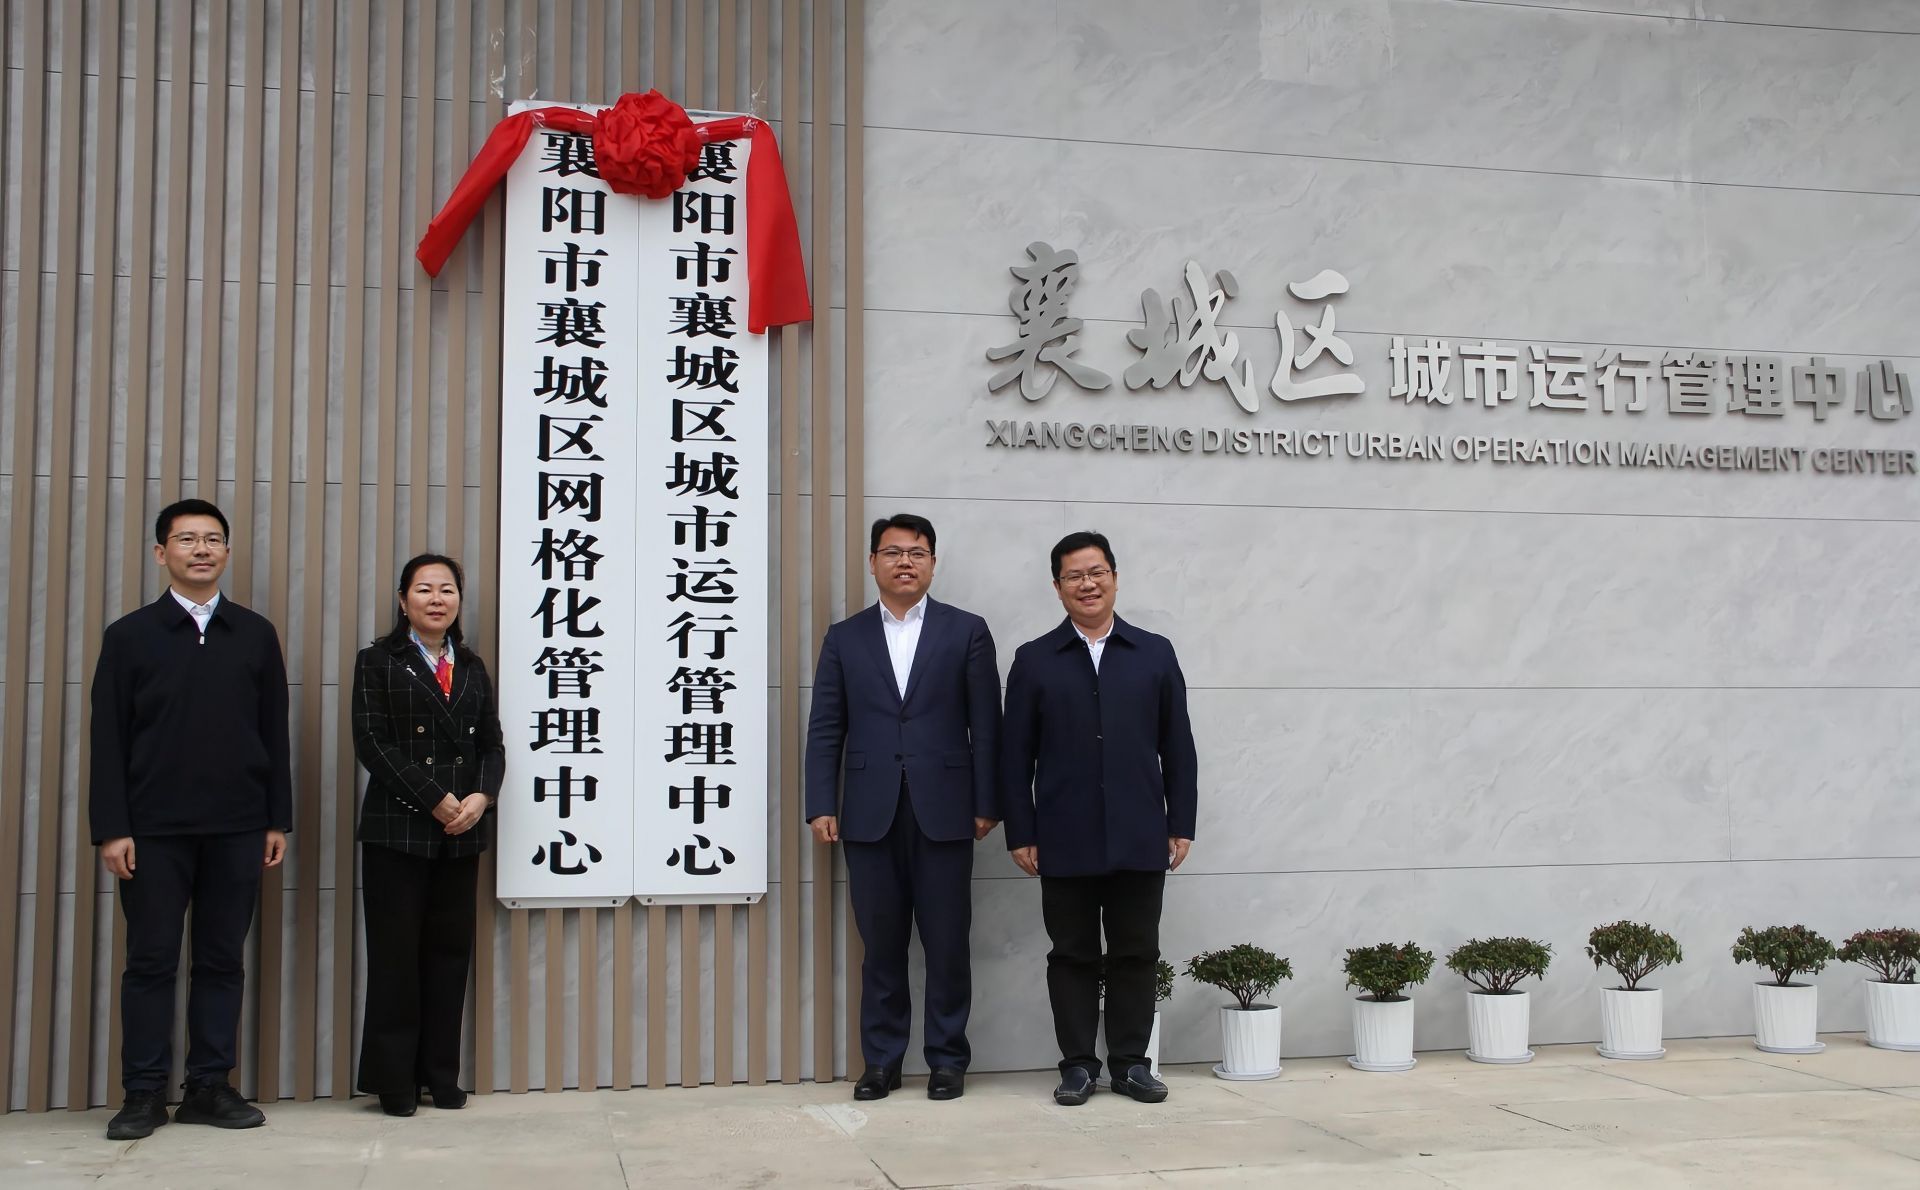 襄阳市襄城区网格化管理中心
襄阳市襄城区城市运行管理中心
襄城区 城市运行管理中心
XIANGCHENG DISTRICT URBAN OPERATION MANAGEMENT CENTER